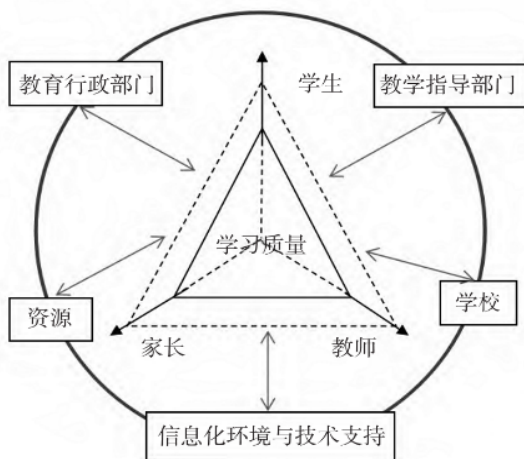 教育行政部门
学生
教学指导部门
学习质量
资源
学校
家长
教师
信息化环境与技术支持